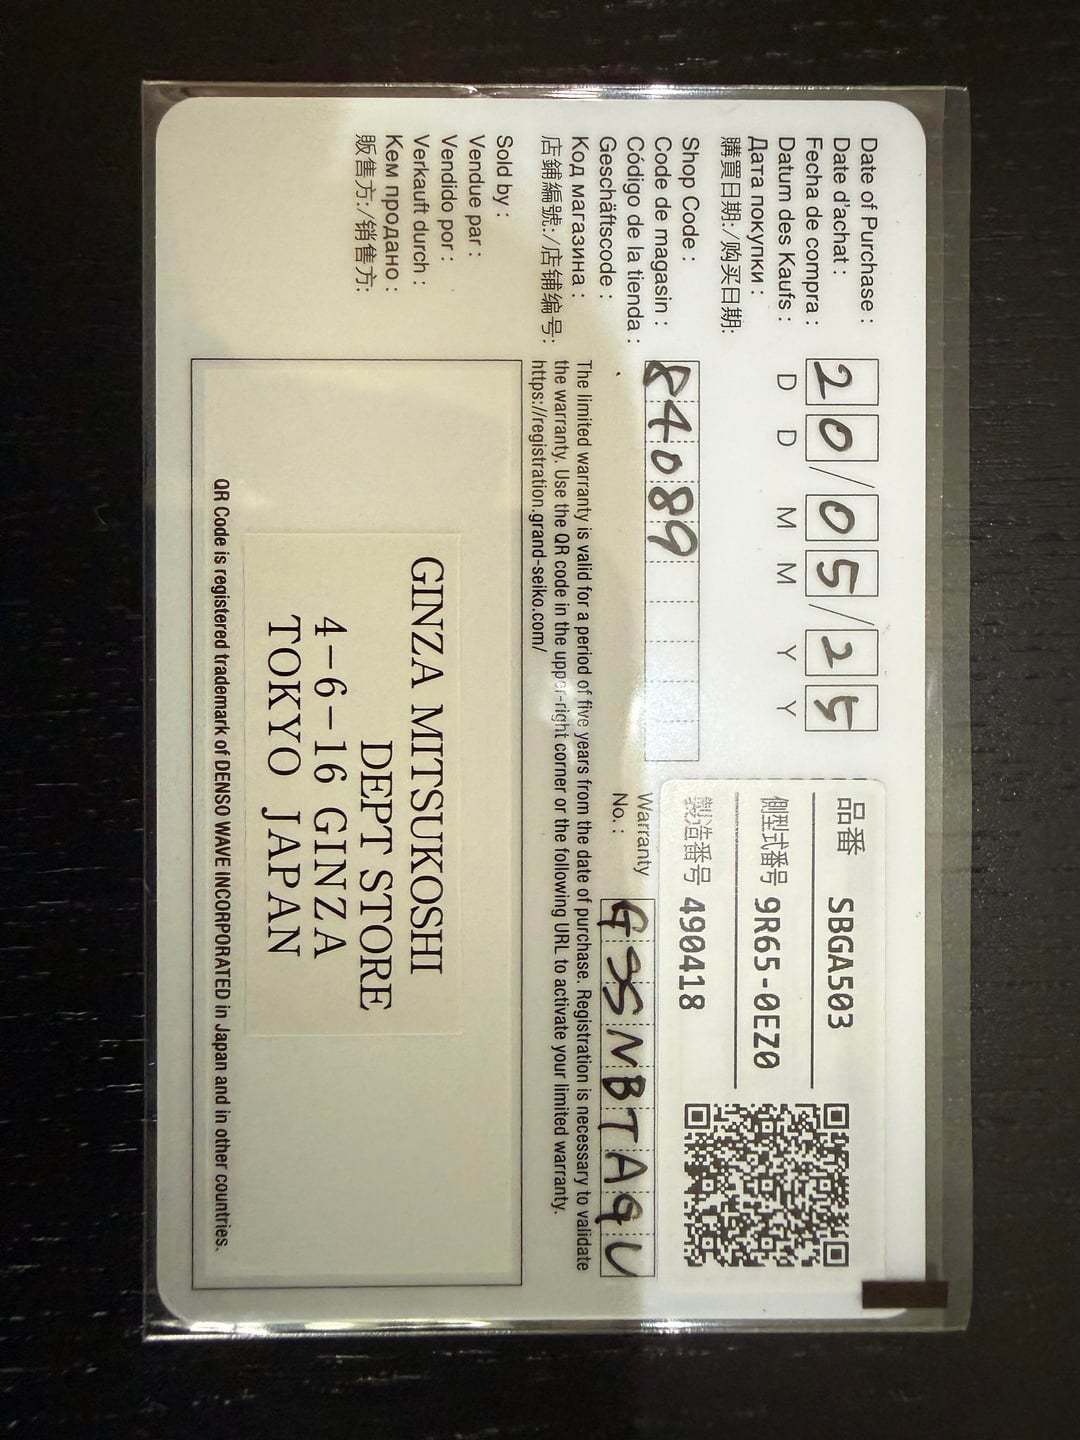 Date of Purchase :
Date d'achat :
Fecha de compra :
Datum des Kaufs :
Дата покупки :
購買日期:/购买日期:
20/05/25
D D M M Y Y
Shop Code :
Code de magasin :
Código de la tienda :
Geschäftscode :
Код магазина :
店鋪編號:/店铺编号:
84089
品番 SBGA503
側型式番号 9R65-0EZ0
製造番号 490418
Warranty
No. :
The limited warranty is valid for a period of five years from the date of purchase. Registration is necessary to validate
the warranty. Use the QR code in the upper-right corner or the following URL to activate your limited warranty.
https://registration.grand-seiko.com/
Sold by :
Vendue par :
Vendido por :
Verkauft durch :
Кем продано :
販售方:/销售方:
GINZA MITSUKOSHI
DEPT STORE
4-6-16 GINZA
TOKYO JAPAN
QR Code is registered trademark of DENSO WAVE INCORPORATED in Japan and in other countries.